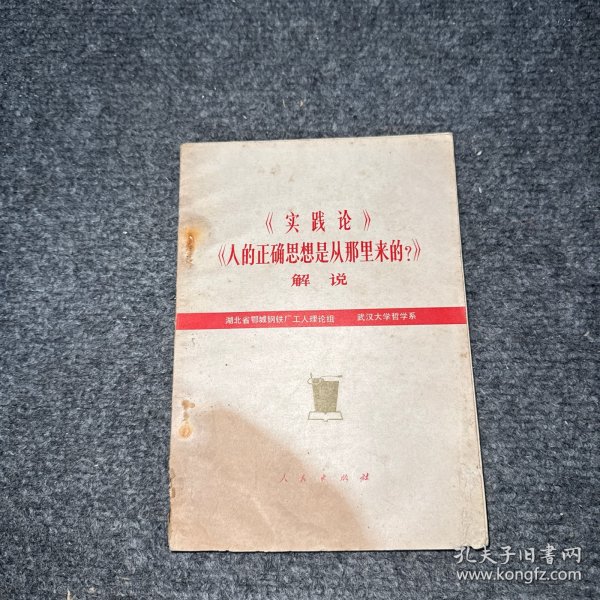 《实践论》
《人的正确思想是从那里来的？》
解说
湖北省鄂城钢铁厂工人理论组 武汉大学哲学系
人民出版社
孔夫子旧书网
www.kongfz.com